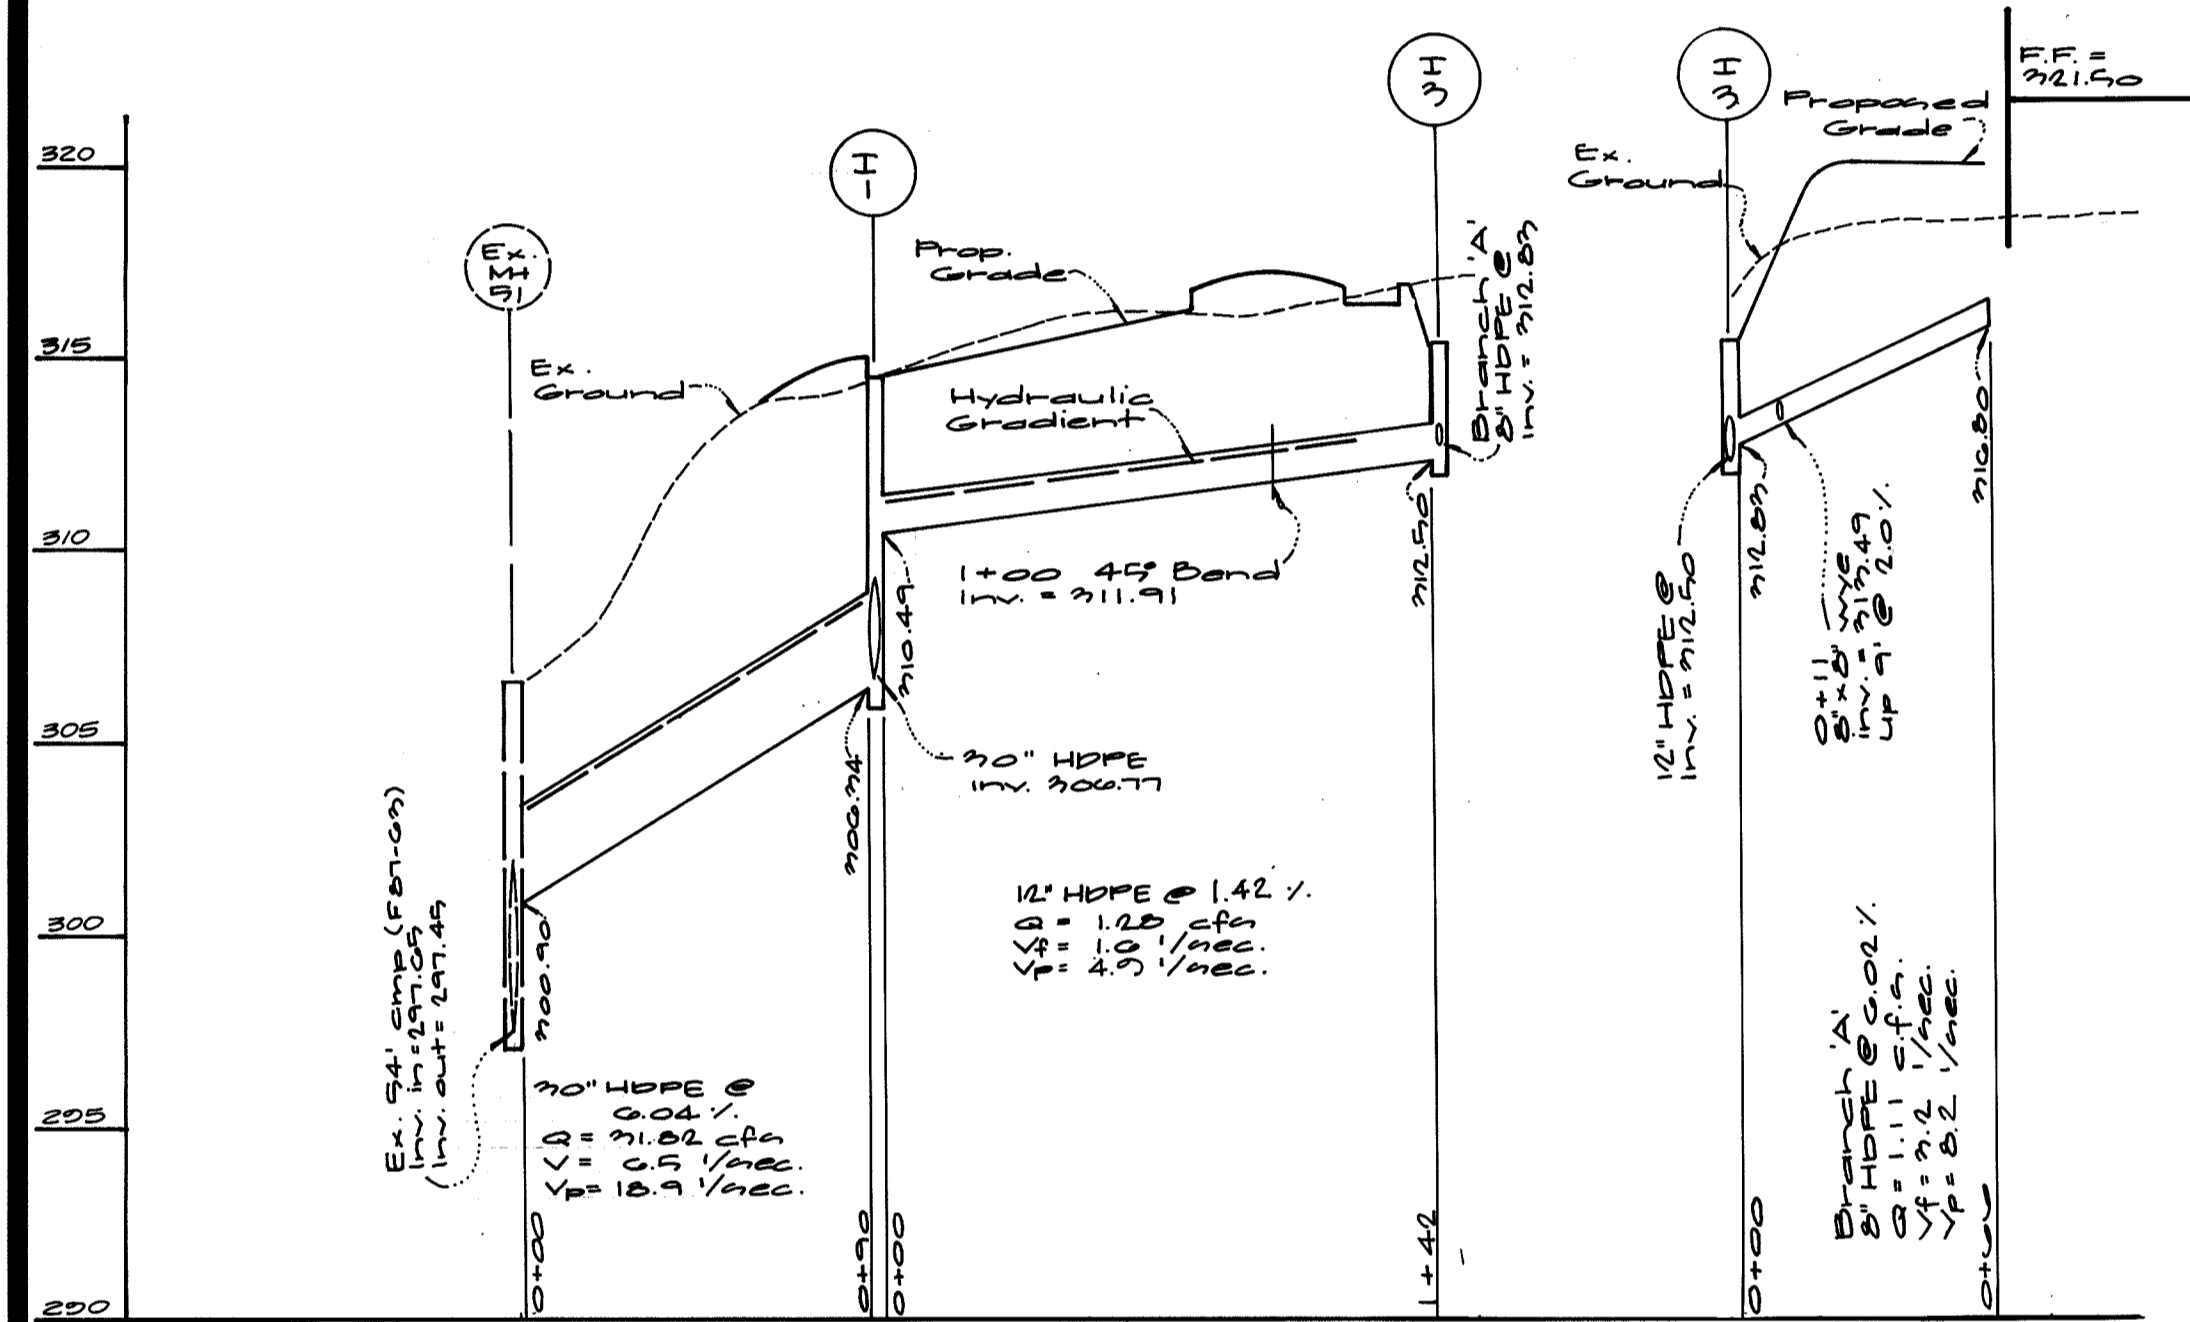 320
315
310
305
300
295
290
Ex.
MH
51
I-
1
H
3
H
3
F.F. =
321.50
Proposed
Grade
Ex.
Ground
Prop.
Grade
Ex.
Ground
Hydraulic
Gradient
Branch 'A'
8" HDPE @
Inv. = 312.83
1+00 45° Bend
Inv. = 311.91
30" HDPE
Inv. 306.77
310.49
306.34
300.90
312.50
12" HDPE @
Inv. = 312.50
312.83
0+11
8" x 8" wye
Inv. = 313.49
up 9' @ 2.0%
316.80
Ex. 54' cmp (F87-63)
Inv. in = 297.65
Inv. out = 297.45
30" HDPE @
6.04 %
Q = 31.82 cfs
V = 6.5 '/sec.
Vp = 18.9 '/sec.
12" HDPE @ 1.42 %
Q = 1.28 cfs
Vf = 1.6 '/sec.
Vp = 4.9 '/sec.
Branch 'A'
8" HDPE @ 6.02 %
Q = 1.11 c.f.s.
Vf = 3.2 '/sec.
Vp = 8.2 '/sec.
0+00
0+90
0+00
1+42
0+00
0+66